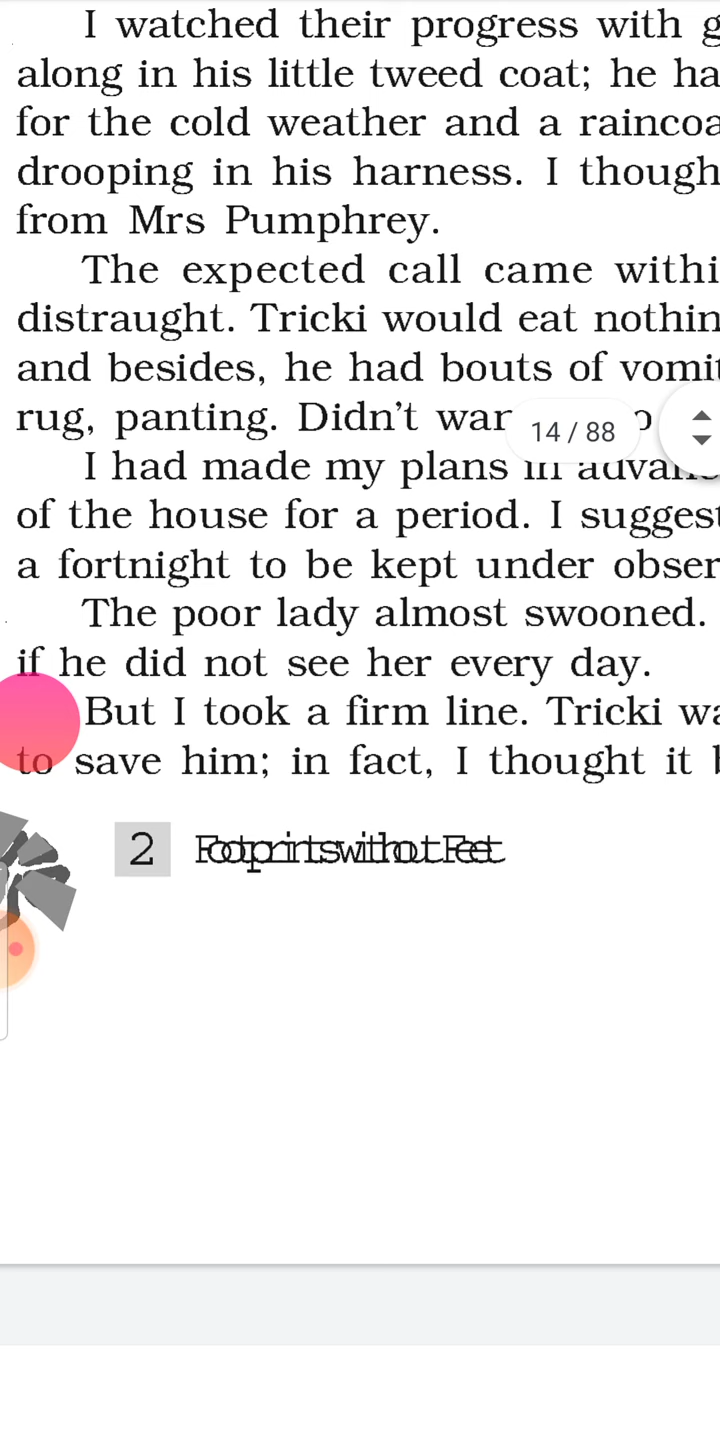 I watched their progress with g
along in his little tweed coat; he ha
for the cold weather and a raincoa
drooping in his harness. I though
from Mrs Pumphrey.
The expected call came withi
distraught. Tricki would eat nothin
and besides, he had bouts of vomit
rug, panting. Didn't wan
14 / 88
I had made my plans in advanc
of the house for a period. I suggest
a fortnight to be kept under obser
The poor lady almost swooned.
if he did not see her every day.
But I took a firm line. Tricki wa
to save him; in fact, I thought it b
2 Footprints without Feet